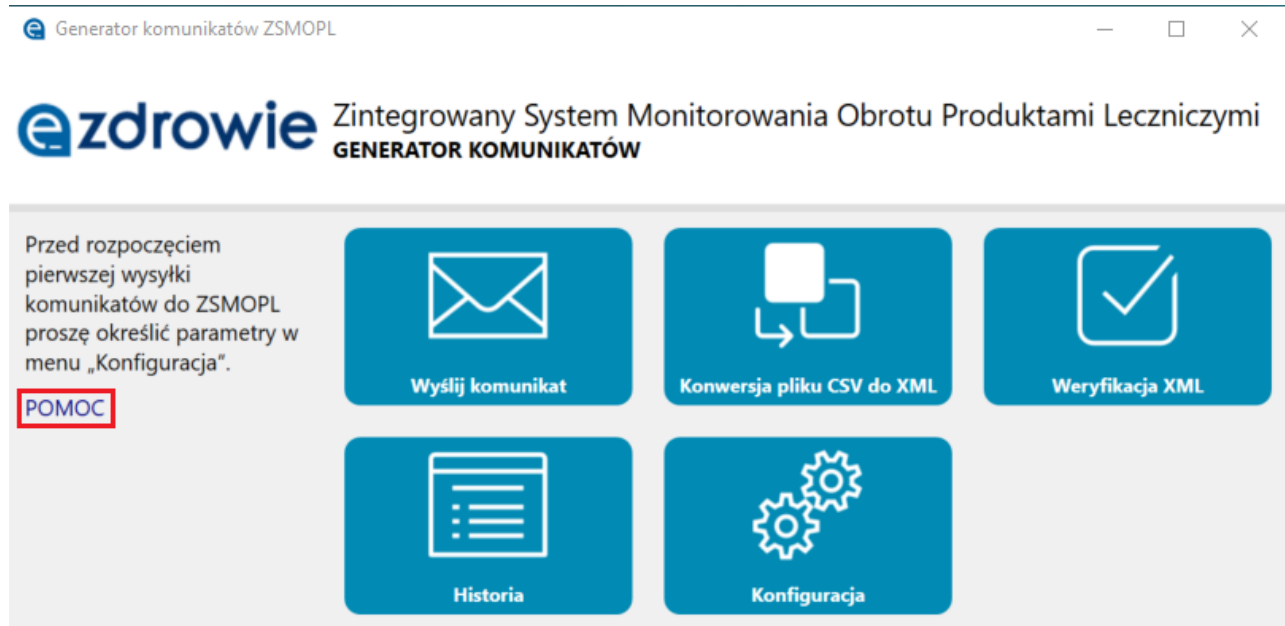 Generator komunikatów ZSMOPL
ezdrowie
Zintegrowany System Monitorowania Obrotu Produktami Leczniczymi
GENERATOR KOMUNIKATÓW
Przed rozpoczęciem
pierwszej wysyłki
komunikatów do ZSMOPL
proszę określić parametry w
menu „Konfiguracja”.
POMOC
Wyślij komunikat
Konwersja pliku CSV do XML
Weryfikacja XML
Historia
Konfiguracja